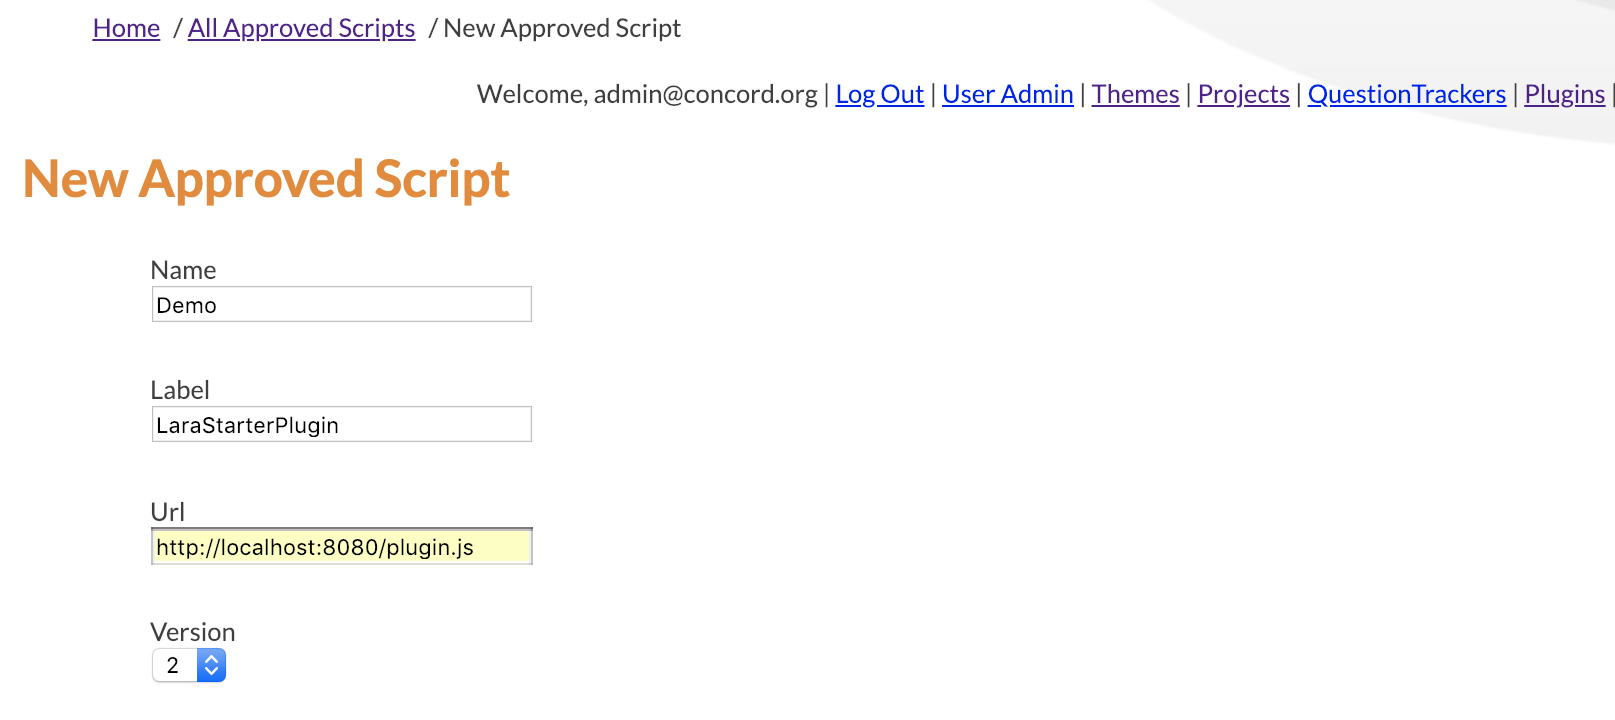 Home / All Approved Scripts / New Approved Script
Welcome, admin@concord.org | Log Out | User Admin | Themes | Projects | QuestionTrackers | Plugins |
New Approved Script
Name
Demo
Label
LaraStarterPlugin
Url
http://localhost:8080/plugin.js
Version
2